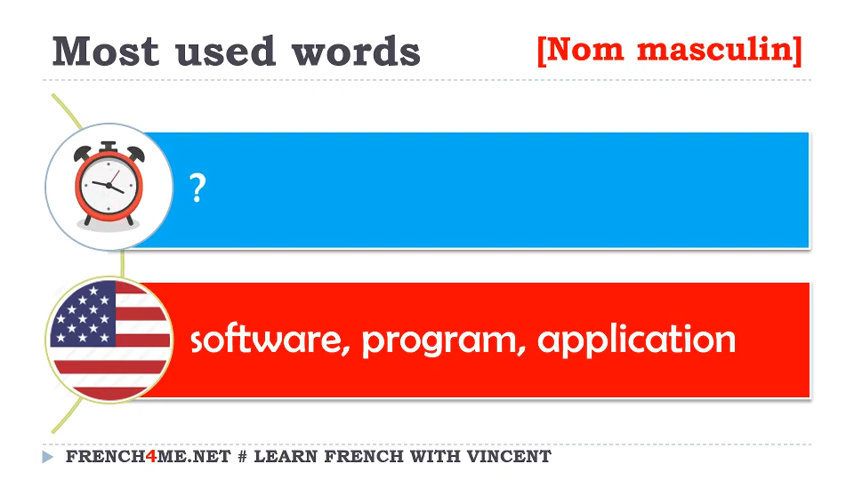 Most used words
[Nom masculin]
?
software, program, application
FRENCH4ME.NET # LEARN FRENCH WITH VINCENT